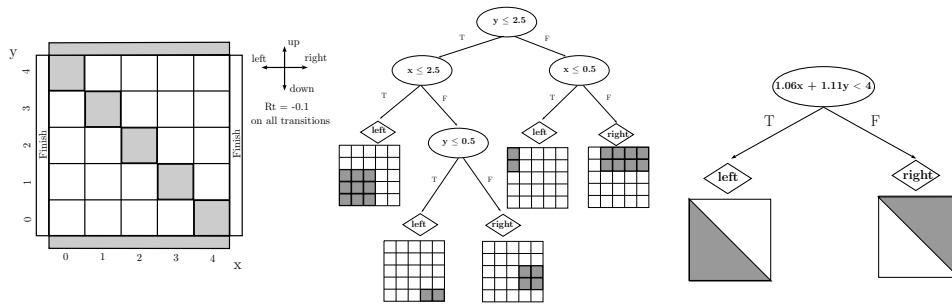 y
4
3
2
1
0
Finish
Finish
0 1 2 3 4
x
up
left right
down
Rt = -0.1
on all transitions
y ≤ 2.5
T F
x ≤ 2.5
x ≤ 0.5
T F
T F
left
y ≤ 0.5
left
right
T F
left
right
1.06x + 1.11y < 4
T F
left
right